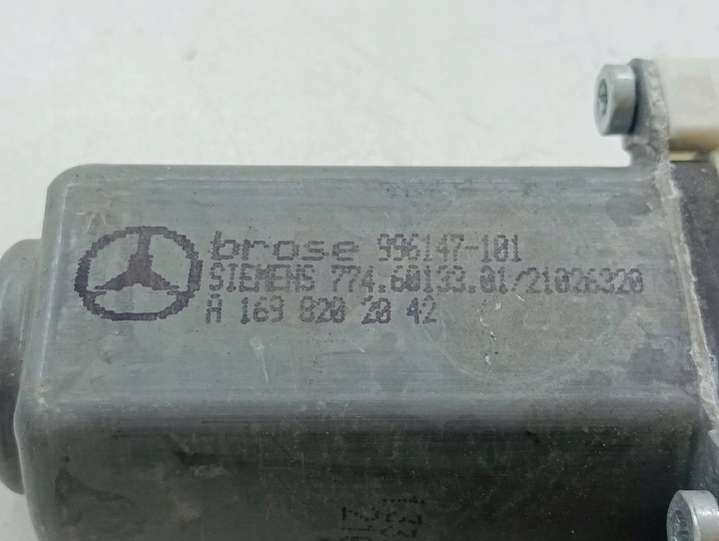 brose 996147-101
SIEMENS 774.60133.01/21026320
A 169 820 20 42